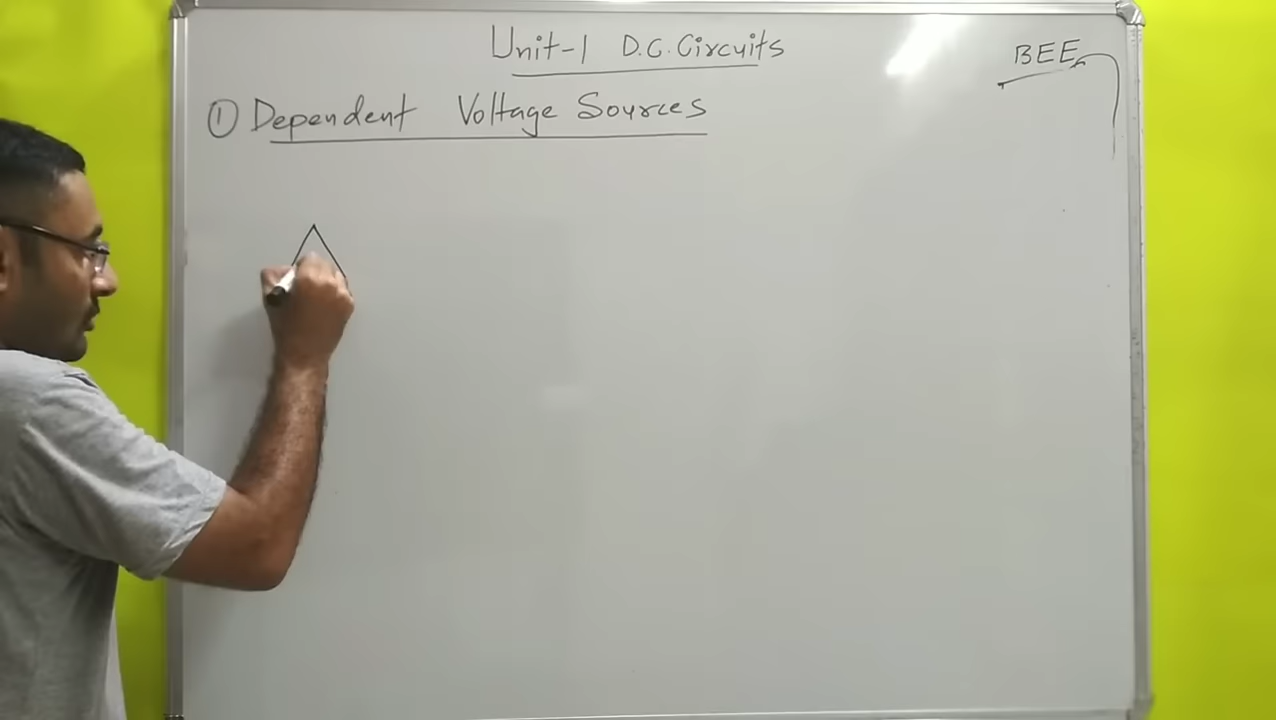 Unit-1 D.C. Circuits
BEE
① Dependent Voltage Sources